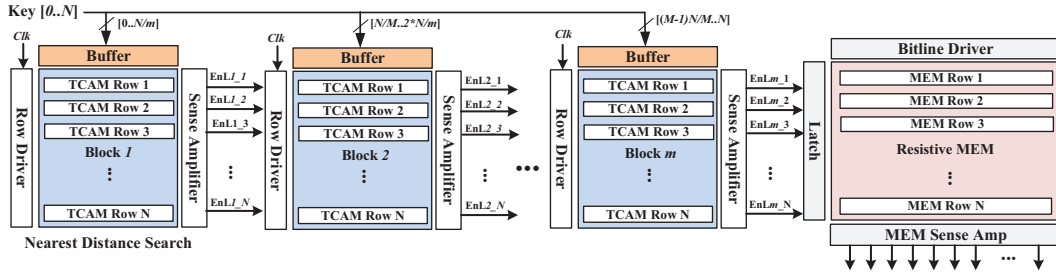 Key [0..N]
[0..N/m]
[N/M..2*N/m]
[(M-1)N/M..N]
Clk
Buffer
Row Driver
TCAM Row 1
TCAM Row 2
TCAM Row 3
Block 1
⋮
TCAM Row N
Sense Amplifier
EnL1_1
EnL1_2
EnL1_3
...
EnL1_N
Nearest Distance Search
Clk
Buffer
Row Driver
TCAM Row 1
TCAM Row 2
TCAM Row 3
Block 2
⋮
TCAM Row N
Sense Amplifier
EnL2_1
EnL2_2
EnL2_3
...
EnL2_N
...
Clk
Buffer
Row Driver
TCAM Row 1
TCAM Row 2
TCAM Row 3
Block m
⋮
TCAM Row N
Sense Amplifier
EnLm_1
EnLm_2
EnLm_3
...
EnLm_N
Latch
Bitline Driver
MEM Row 1
MEM Row 2
MEM Row 3
Resistive MEM
⋮
MEM Row N
MEM Sense Amp
...